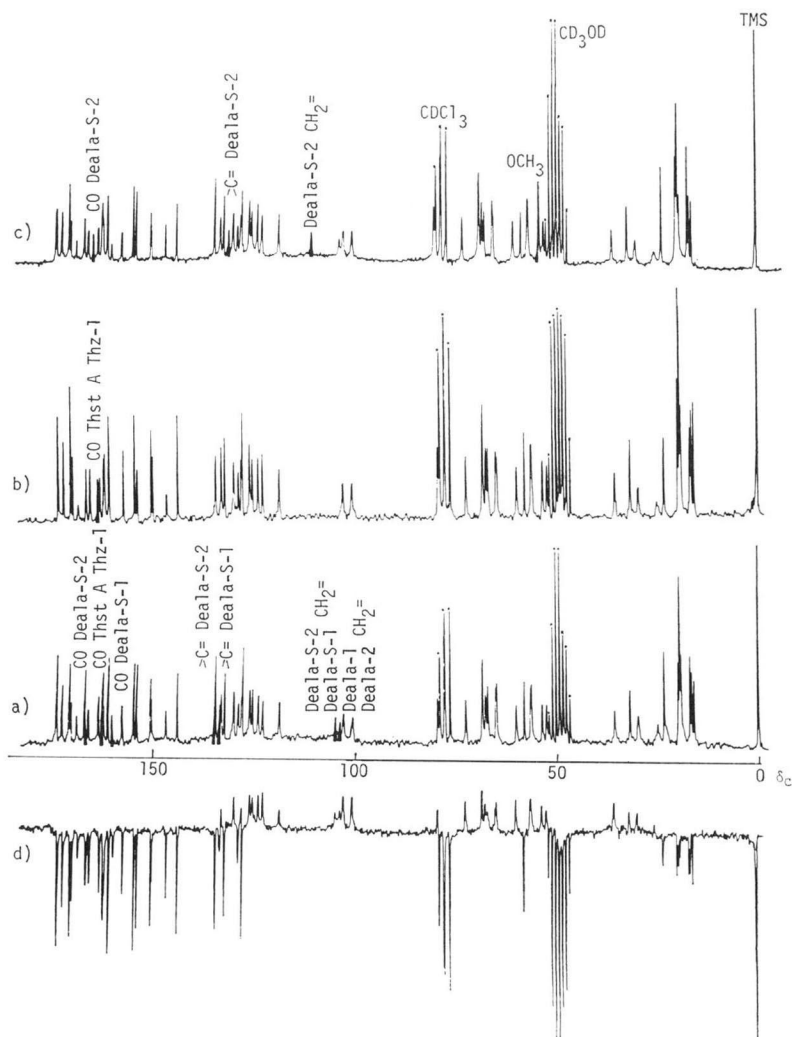 TMS
CD3OD
CDCl3
OCH3
CO Deala-S-2
>C= Deala-S-2
Deala-S-2 CH2=
c)
CO Thst A Thz-1
b)
CO Deala-S-2
CO Thst A Thz-1
CO Deala-S-1
>C= Deala-S-2
>C= Deala-S-1
Deala-S-2 CH2=
Deala-S-1
Deala-1 CH2=
Deala-2
a)
150
100
50
0
δc
d)